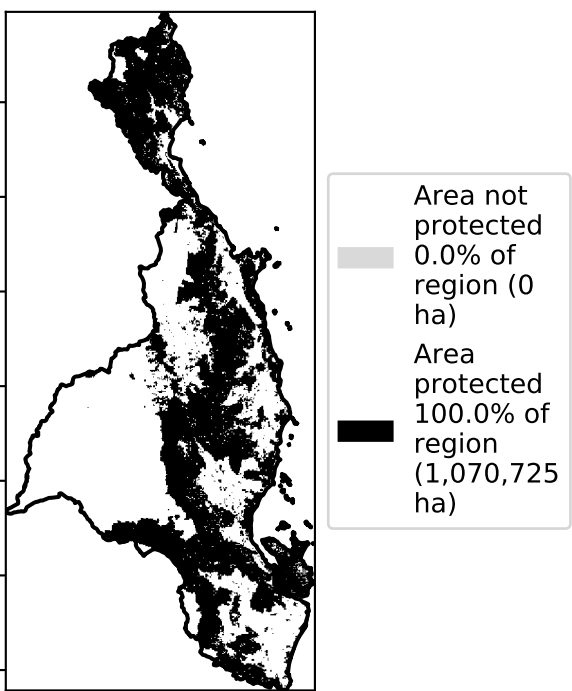 Area not
protected
0.0% of
region (0
ha)
Area
protected
100.0% of
region
(1,070,725
ha)